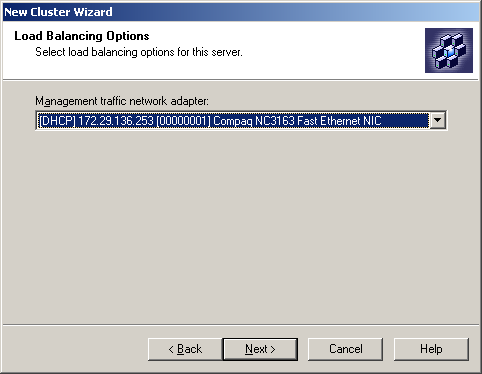 New Cluster Wizard
Load Balancing Options
Select load balancing options for this server.
Management traffic network adapter:
[DHCP] 172.29.136.253 [00000001] Compaq NC3163 Fast Ethernet NIC
< Back
Next >
Cancel
Help